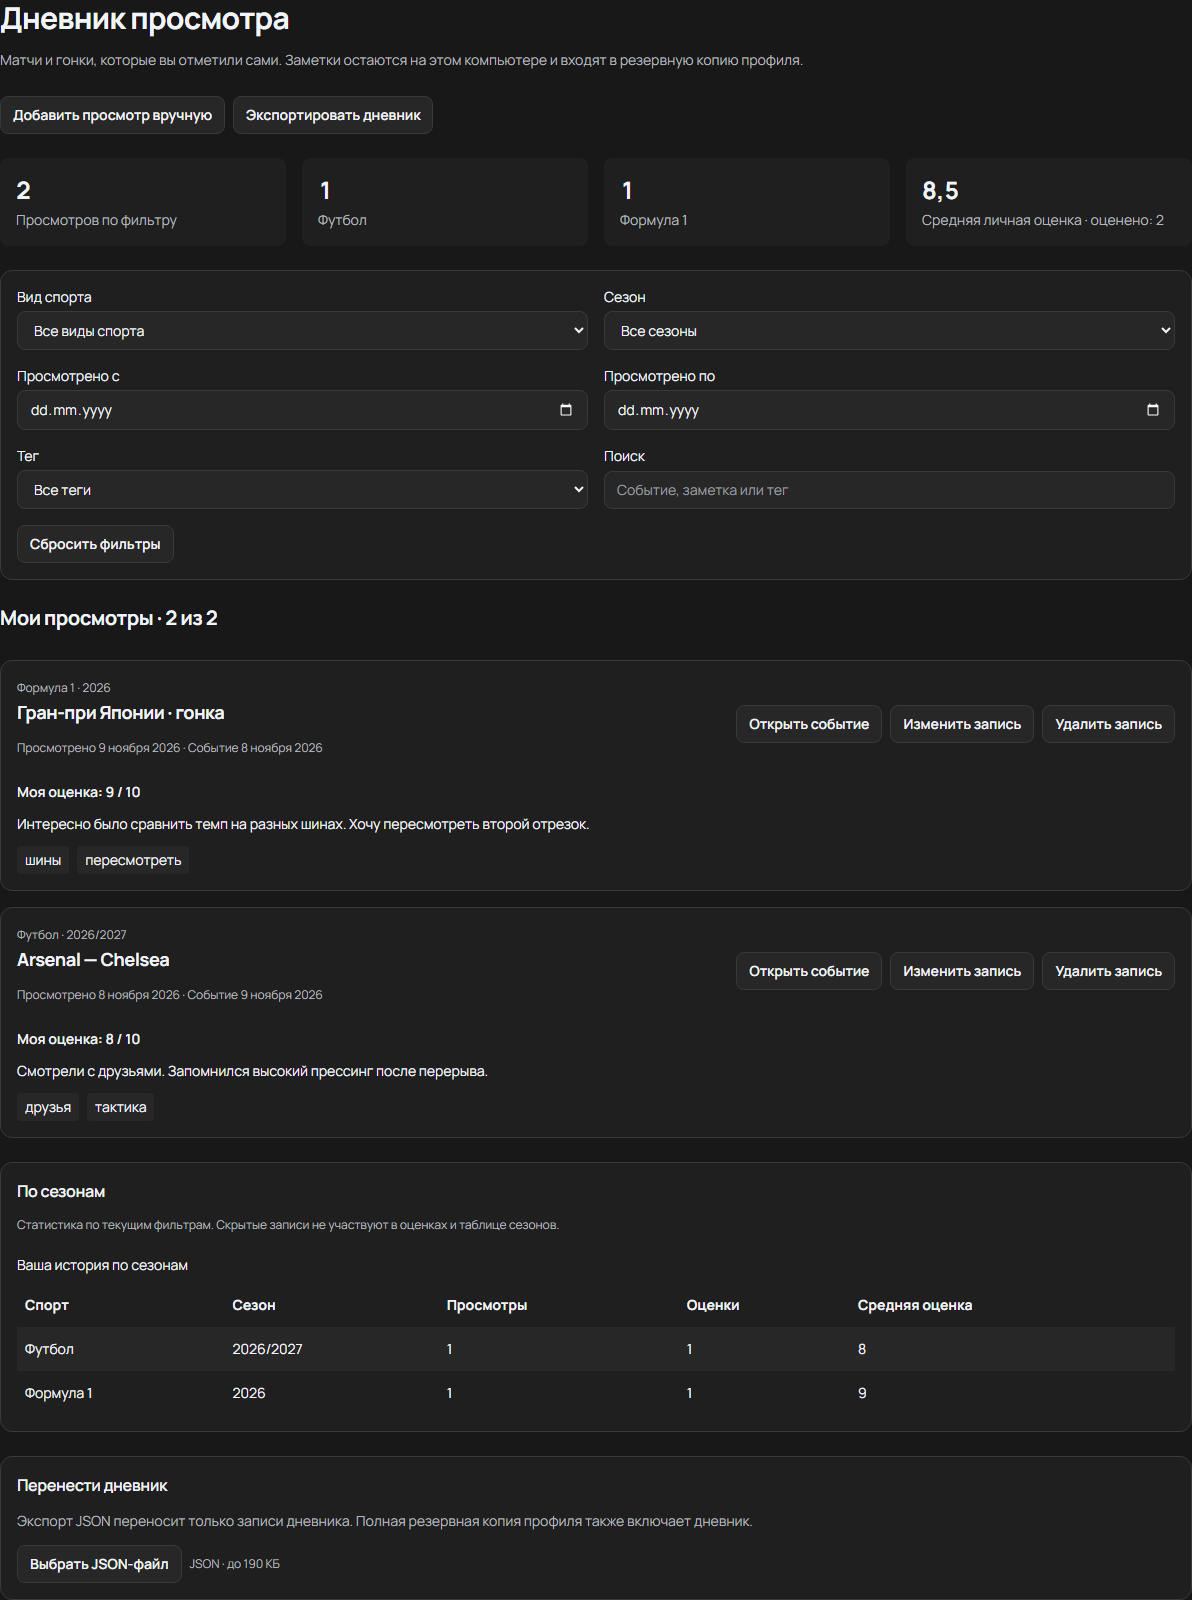 Дневник просмотра
Матчи и гонки, которые вы отметили сами. Заметки остаются на этом компьютере и входят в резервную копию профиля.
Добавить просмотр вручную Экспортировать дневник
2 1 1 8,5
Просмотров по фильтру Футбол Формула 1 Средняя личная оценка · оценено: 2
Вид спорта Сезон
Все виды спорта Все сезоны
Просмотрено с Просмотрено по
dd.mm.yyyy dd.mm.yyyy
Тег Поиск
Все теги Событие, заметка или тег
Сбросить фильтры
Мои просмотры · 2 из 2
Формула 1 · 2026
Гран-при Японии · гонка
Открыть событие Изменить запись Удалить запись
Просмотрено 9 ноября 2026 · Событие 8 ноября 2026
Моя оценка: 9 / 10
Интересно было сравнить темп на разных шинах. Хочу пересмотреть второй отрезок.
шины пересмотреть
Футбол · 2026/2027
Arsenal — Chelsea
Открыть событие Изменить запись Удалить запись
Просмотрено 8 ноября 2026 · Событие 9 ноября 2026
Моя оценка: 8 / 10
Смотрели с друзьями. Запомнился высокий прессинг после перерыва.
друзья тактика
По сезонам
Статистика по текущим фильтрам. Скрытые записи не участвуют в оценках и таблице сезонов.
Ваша история по сезонам
Спорт Сезон Просмотры Оценки Средняя оценка
Футбол 2026/2027 1 1 8
Формула 1 2026 1 1 9
Перенести дневник
Экспорт JSON переносит только записи дневника. Полная резервная копия профиля также включает дневник.
Выбрать JSON-файл JSON · до 190 КБ